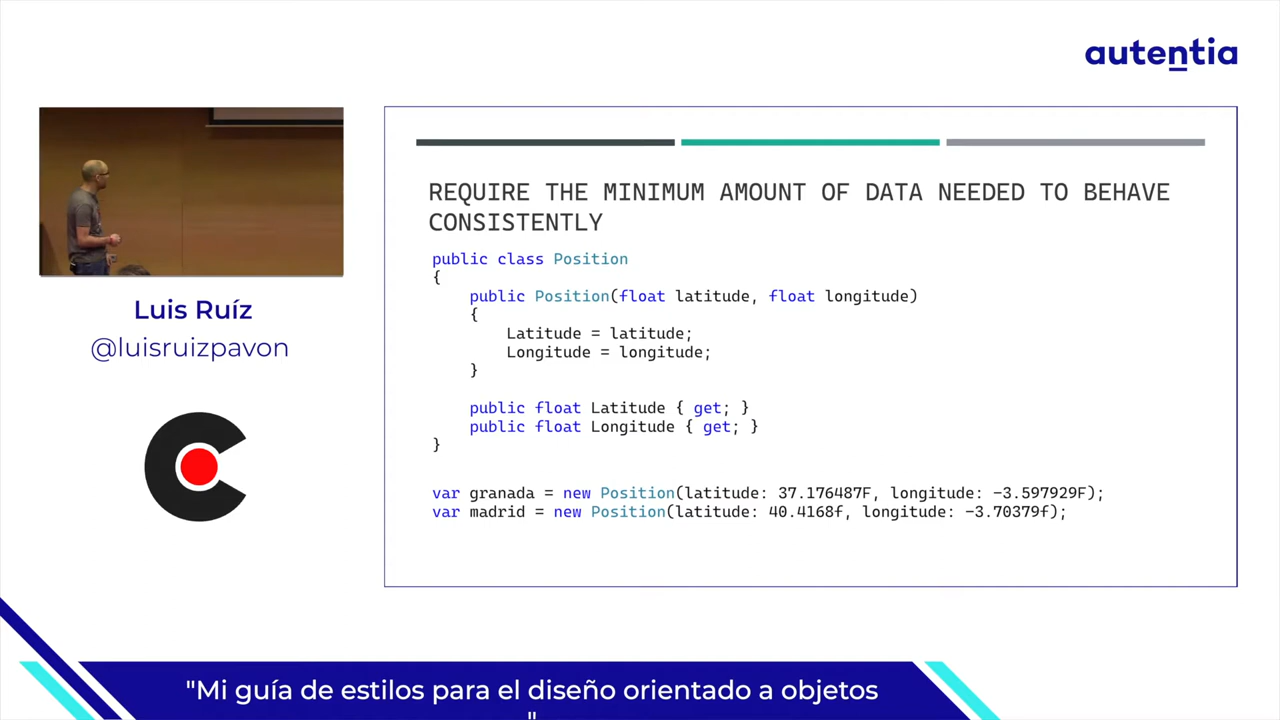 autentia
REQUIRE THE MINIMUM AMOUNT OF DATA NEEDED TO BEHAVE
CONSISTENTLY
public class Position
{
public Position(float latitude, float longitude)
{
Latitude = latitude;
Longitude = longitude;
}
public float Latitude { get; }
public float Longitude { get; }
}
var granada = new Position(latitude: 37.176487F, longitude: -3.597929F);
var madrid = new Position(latitude: 40.4168f, longitude: -3.70379f);
Luis Ruíz
@luisruizpavon
"Mi guía de estilos para el diseño orientado a objetos
"